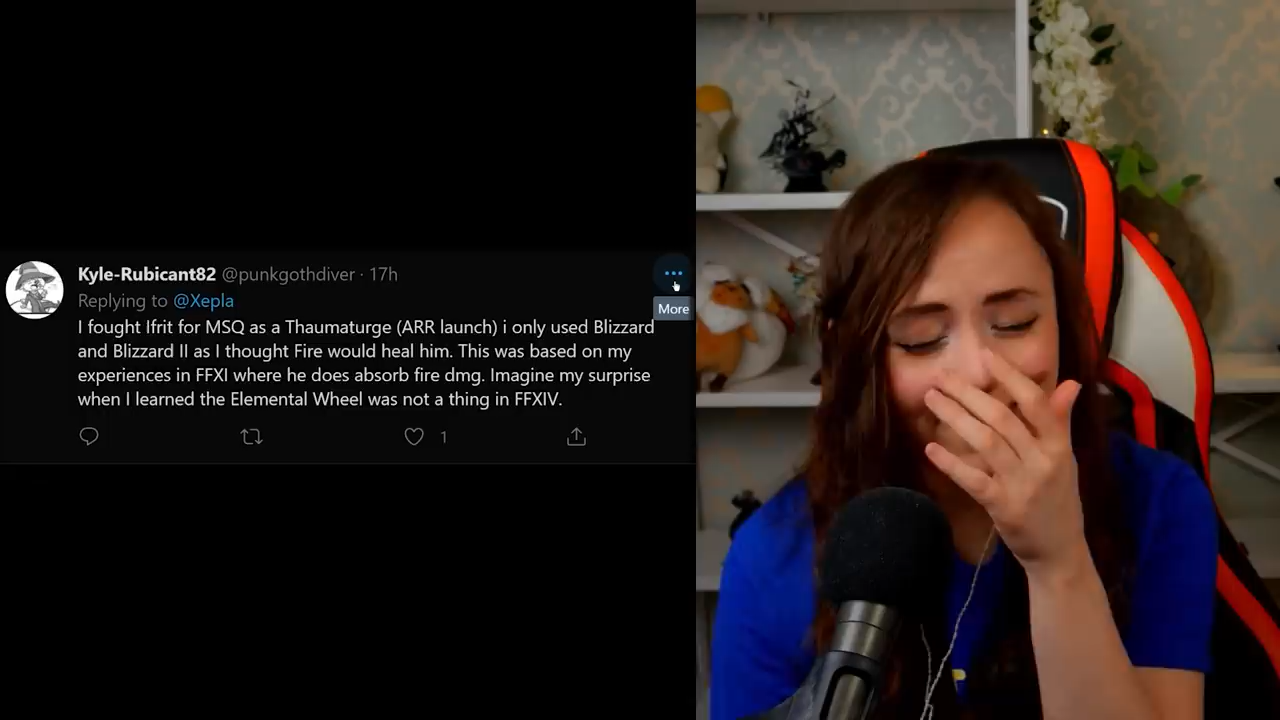 Kyle-Rubicant82 @punkgothdiver · 17h
Replying to @Xepla
More
I fought Ifrit for MSQ as a Thaumaturge (ARR launch) i only used Blizzard
and Blizzard II as I thought Fire would heal him. This was based on my
experiences in FFXI where he does absorb fire dmg. Imagine my surprise
when I learned the Elemental Wheel was not a thing in FFXIV.
1